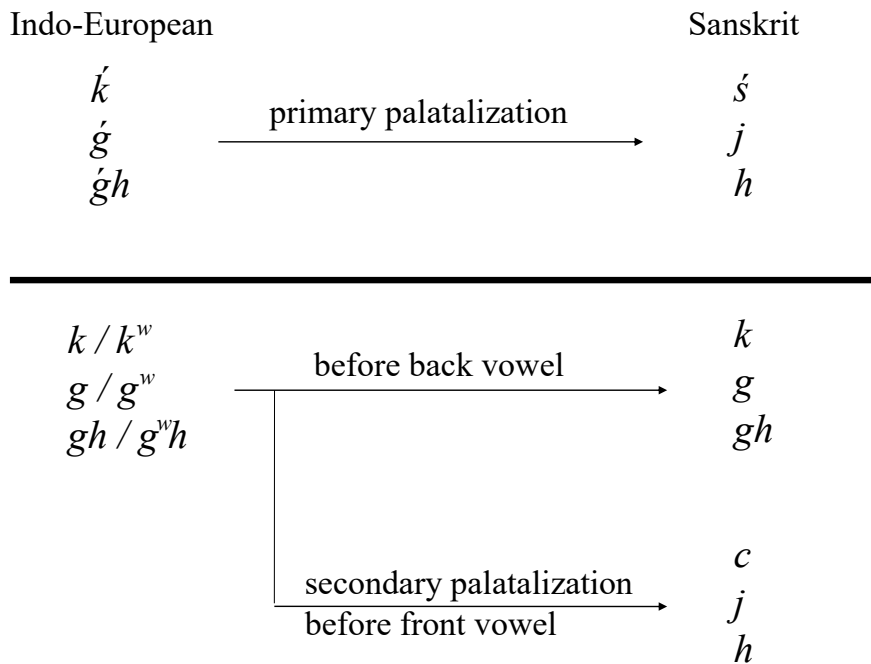 Indo-European Sanskrit
ḱ ś
ǵ primary palatalization j
ǵh h
k / kʷ k
g / gʷ before back vowel g
gh / gʷh gh
c
secondary palatalization
before front vowel j
h